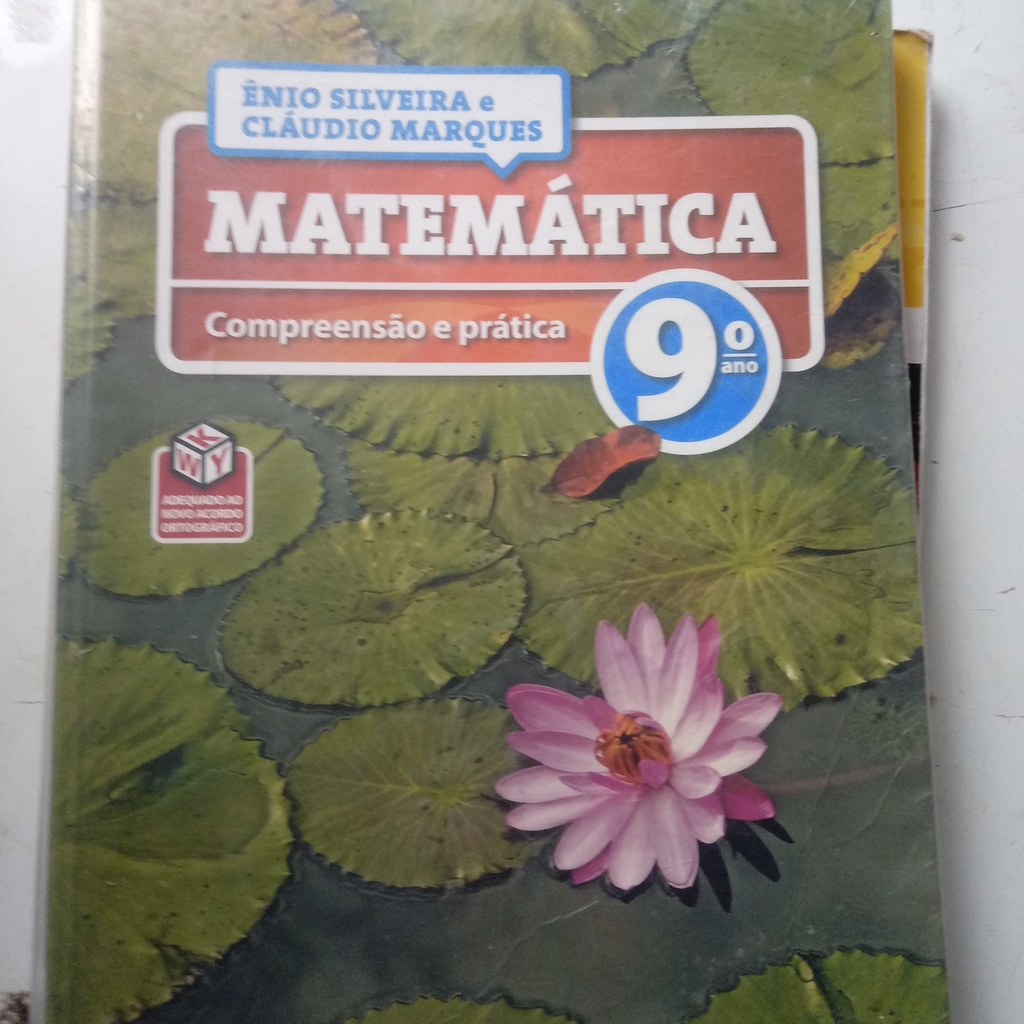 ÊNIO SILVEIRA e
CLÁUDIO MARQUES
MATEMÁTICA
Compreensão e prática
9º
ano
K
W Y
ADEQUADO AO
NOVO ACORDO
ORTOGRÁFICO